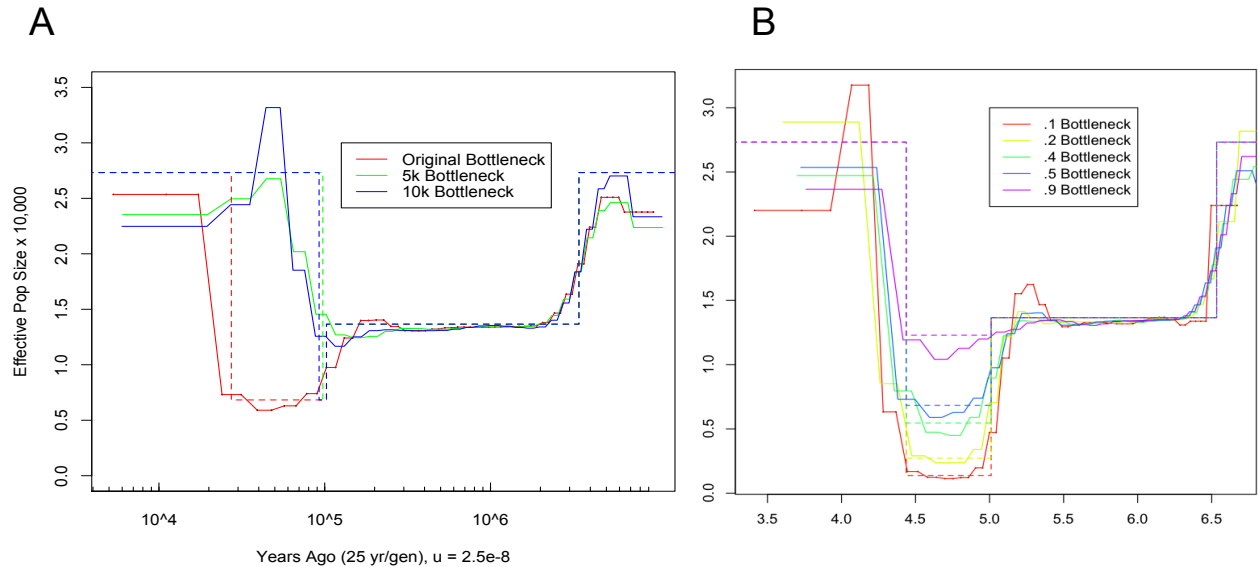 A
Effective Pop Size x 10,000
3.5
3.0
2.5
2.0
1.5
1.0
0.5
0.0
Original Bottleneck
5k Bottleneck
10k Bottleneck
10^4
10^5
10^6
Years Ago (25 yr/gen), u = 2.5e-8
B
3.0
2.5
2.0
1.5
1.0
0.5
0.0
.1 Bottleneck
.2 Bottleneck
.4 Bottleneck
.5 Bottleneck
.9 Bottleneck
3.5
4.0
4.5
5.0
5.5
6.0
6.5